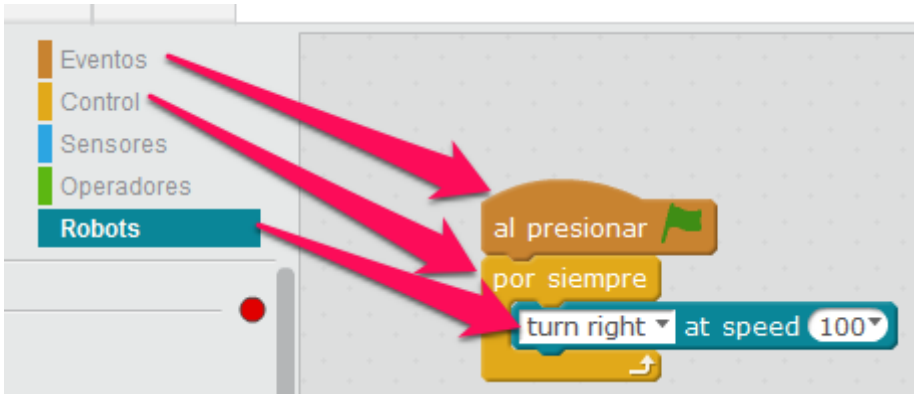 Eventos
Control
Sensores
Operadores
Robots
al presionar
por siempre
turn right at speed 100